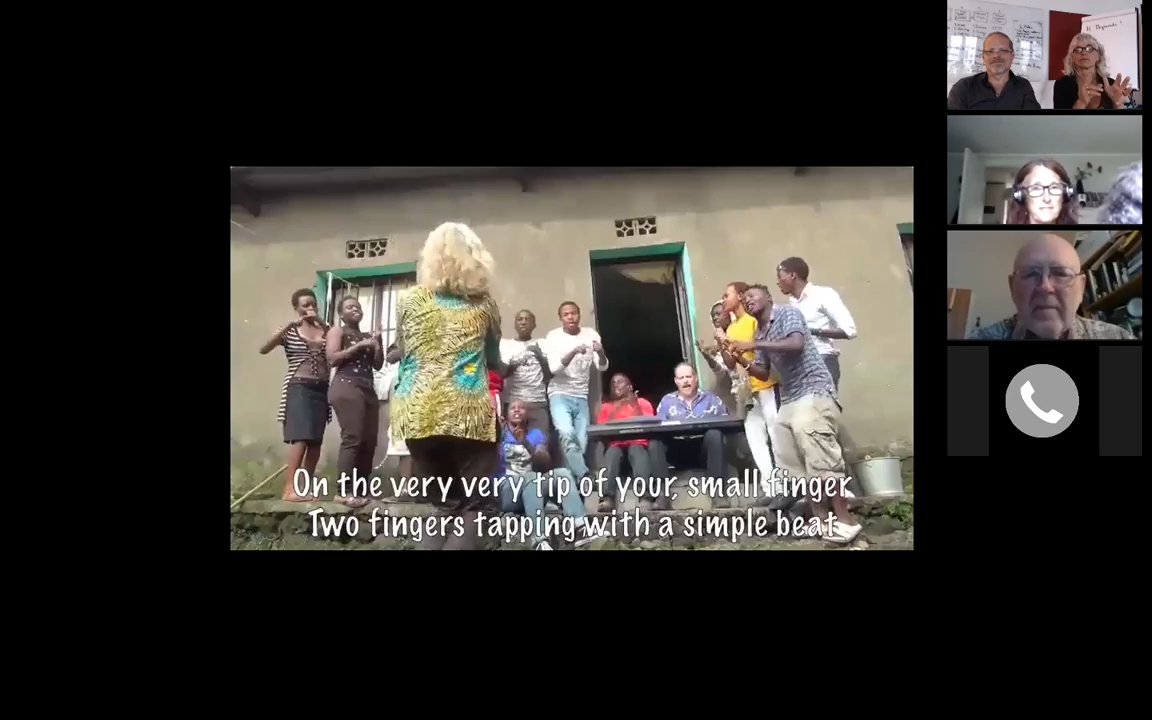 On the very very tip of your, small finger
Two fingers tapping with a simple beat